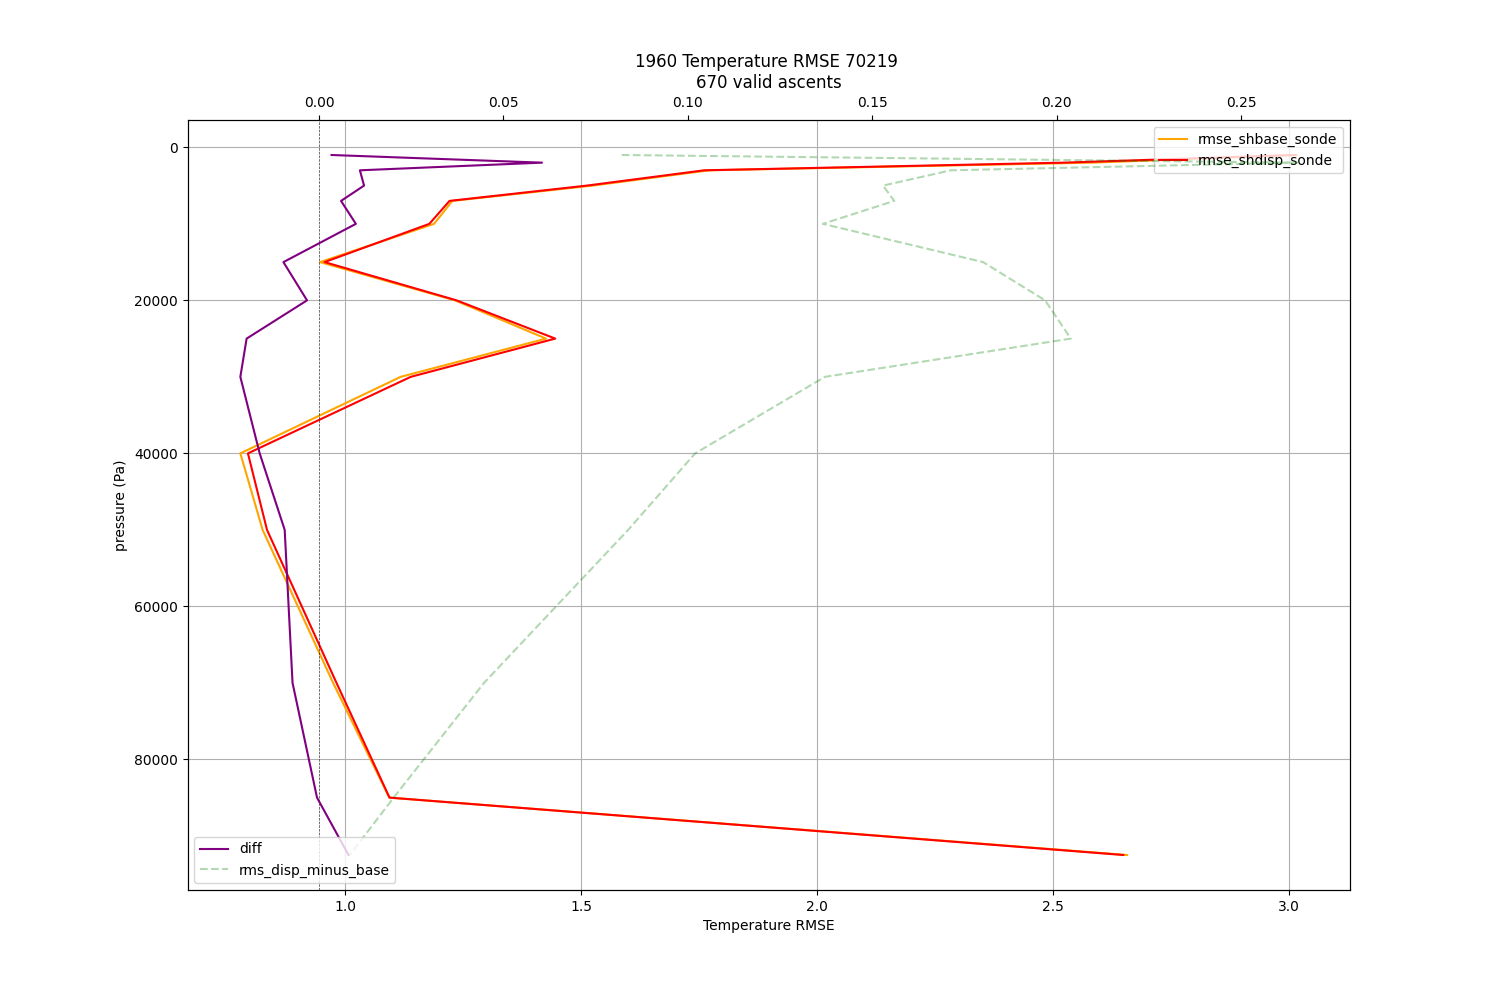 1960 Temperature RMSE 70219
670 valid ascents
0.00 0.05 0.10 0.15 0.20 0.25
rmse_shbase_sonde
rmse_shdisp_sonde
0
20000
40000
60000
80000
pressure (Pa)
diff
rms_disp_minus_base
1.0 1.5 2.0 2.5 3.0
Temperature RMSE